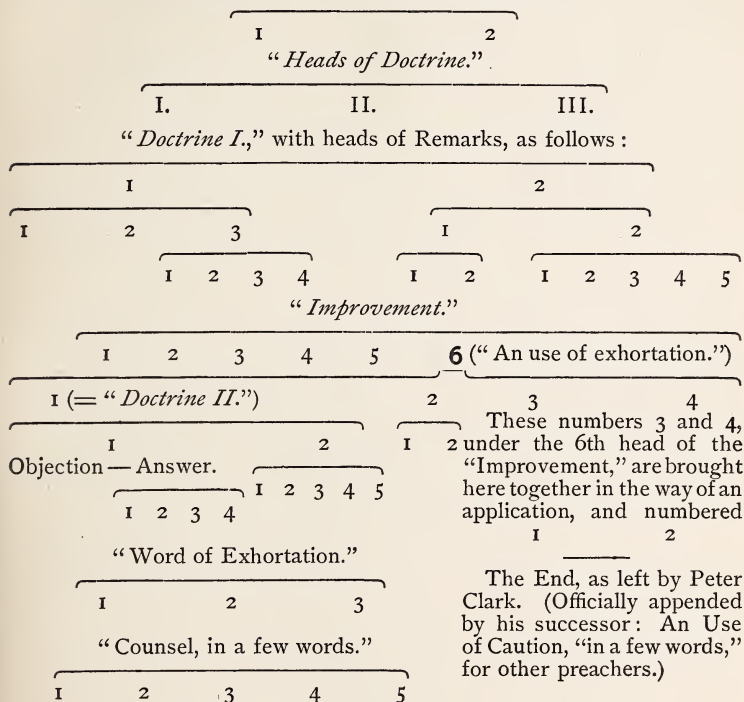 1 2
"Heads of Doctrine."
I. II. III.
"Doctrine I.," with heads of Remarks, as follows :
1 2
1 2 3 1 2
1 2 3 4 1 2 1 2 3 4 5
"Improvement."
1 2 3 4 5 6 ("An use of exhortation.")
1 (= "Doctrine II.") 2 3 4
1 2 1 2
Objection — Answer. 1 2 3 4 5
1 2 3 4
"Word of Exhortation."
1 2 3
"Counsel, in a few words."
1 2 3 4 5
These numbers 3 and 4,
under the 6th head of the
"Improvement," are brought
here together in the way of an
application, and numbered
1 2
The End, as left by Peter
Clark. (Officially appended
by his successor: An Use
of Caution, "in a few words,"
for other preachers.)